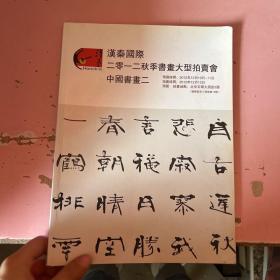 漢秦國際
二零一二秋季書畫大型拍賣會
中國書畫二
自古逢秋
悲寂寥我
言秋日勝
春朝晴空
一鶴排雲